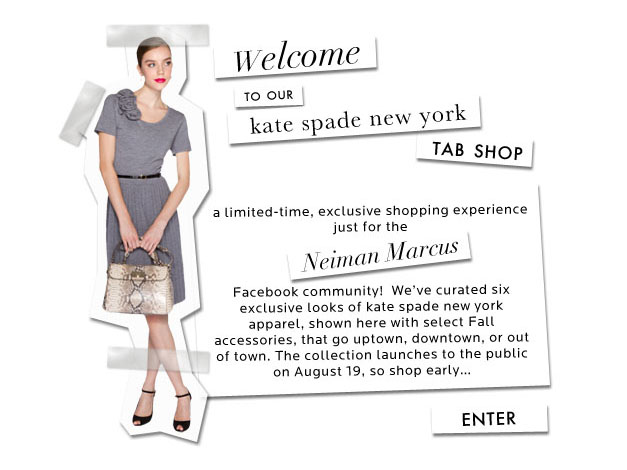 Welcome
TO OUR
kate spade new york
TAB SHOP
a limited-time, exclusive shopping experience
just for the
Neiman Marcus
Facebook community!  We've curated six
exclusive looks of kate spade new york
apparel, shown here with select Fall
accessories, that go uptown, downtown, or out
of town. The collection launches to the public
on August 19, so shop early...
ENTER